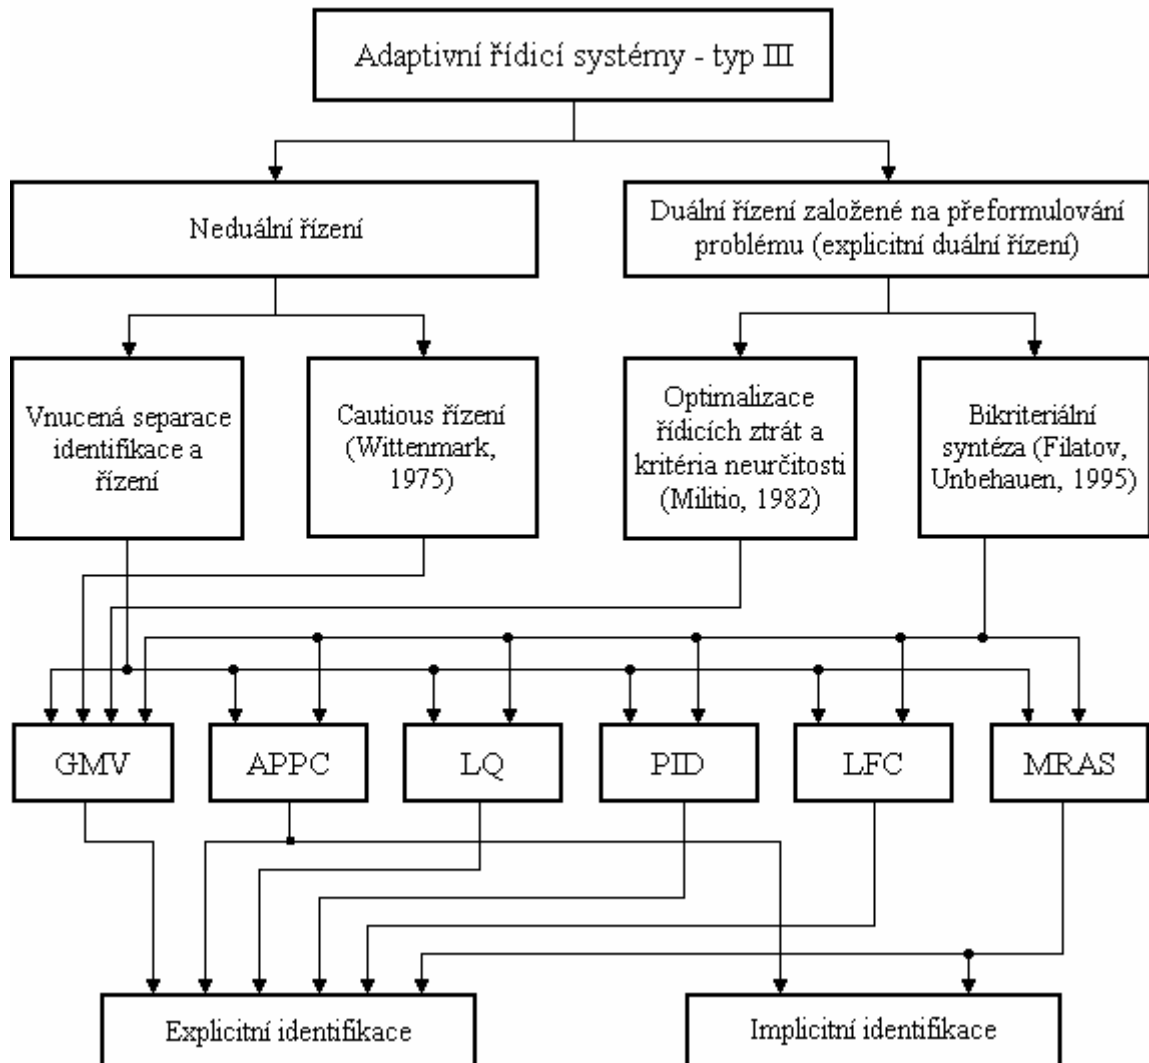 Adaptivní řídicí systémy - typ III
Neduální řízení
Duální řízení založené na přeformulování
problému (explicitní duální řízení)
Vnucená separace
identifikace a
řízení
Cautious řízení
(Wittenmark,
1975)
Optimalizace
řídicích ztrát a
kritéria neurčitosti
(Militio, 1982)
Bikriteriální
syntéza (Filatov,
Unbehauen, 1995)
GMV
APPC
LQ
PID
LFC
MRAS
Explicitní identifikace
Implicitní identifikace